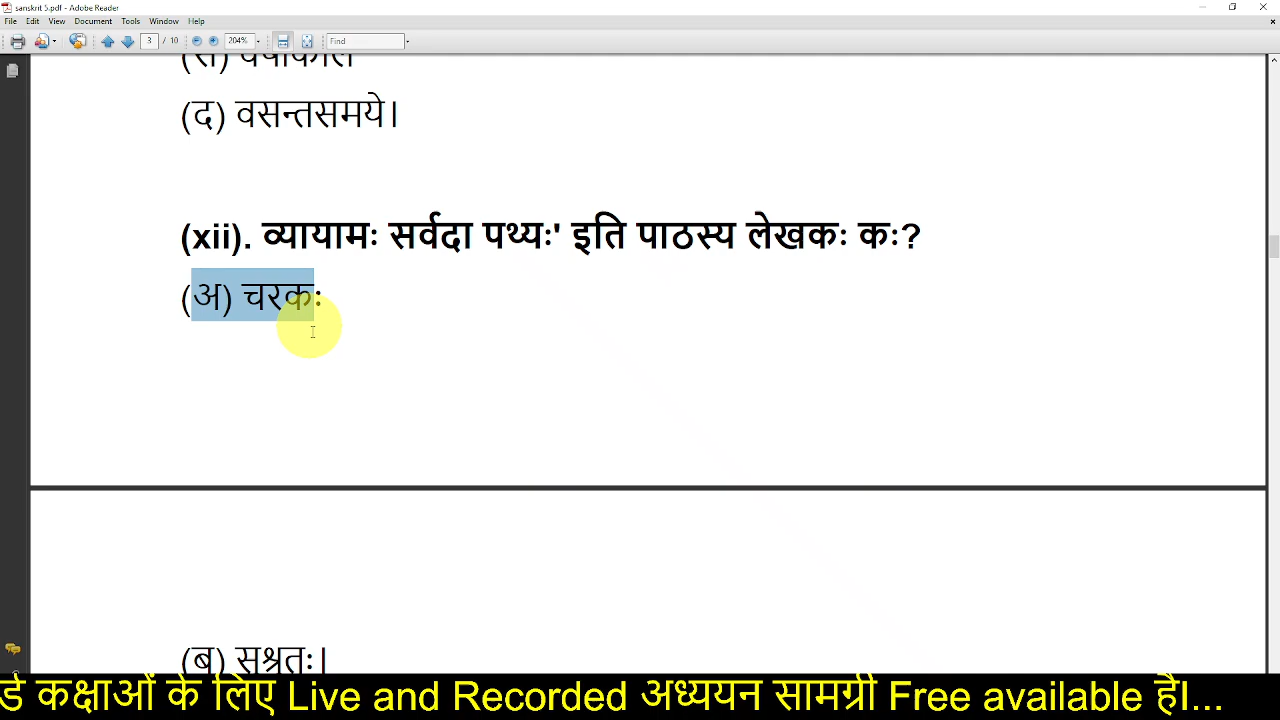 sanskrit 5.pdf - Adobe Reader
File Edit View Document Tools Window Help
3 / 10 204% Find
(स) वर्षाकाले
(द) वसन्तसमये।
(xii). व्यायामः सर्वदा पथ्यः' इति पाठस्य लेखकः कः?
(अ) चरकः
(ब) सुश्रुतः।
र्ड कक्षाओं के लिए Live and Recorded अध्ययन सामग्री Free available है।...